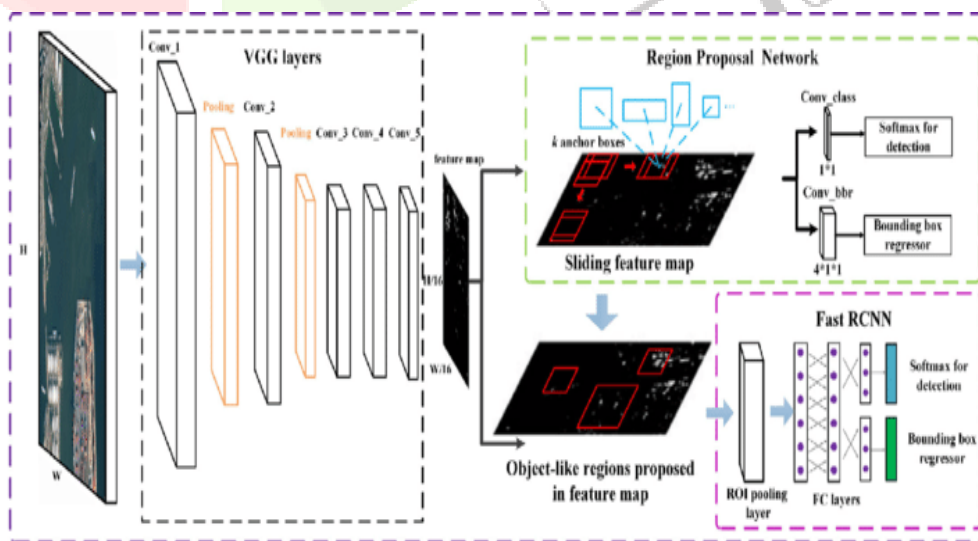 VGG layers
Conv_1
Pooling
Conv_2
Pooling
Conv_3
Conv_4
Conv_5
H
W
feature map
H/16
W/16
Region Proposal Network
k anchor boxes
...
Sliding feature map
Conv_class
1*1
Softmax for
detection
Conv_bbr
4*1*1
Bounding box
regressor
Object-like regions proposed
in feature map
Fast RCNN
ROI pooling
layer
FC layers
Softmax for
detection
Bounding box
regressor